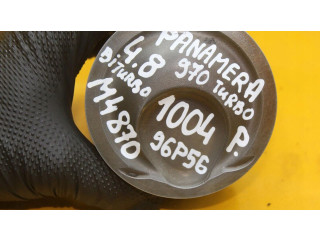 PANAMERA
4.8 970 TURBO
BITURBO
M4870
1004 P.
96P56